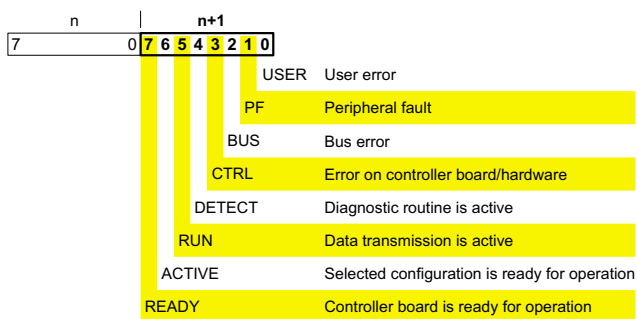 n n+1
7 0 7 6 5 4 3 2 1 0
USER User error
PF Peripheral fault
BUS Bus error
CTRL Error on controller board/hardware
DETECT Diagnostic routine is active
RUN Data transmission is active
ACTIVE Selected configuration is ready for operation
READY Controller board is ready for operation